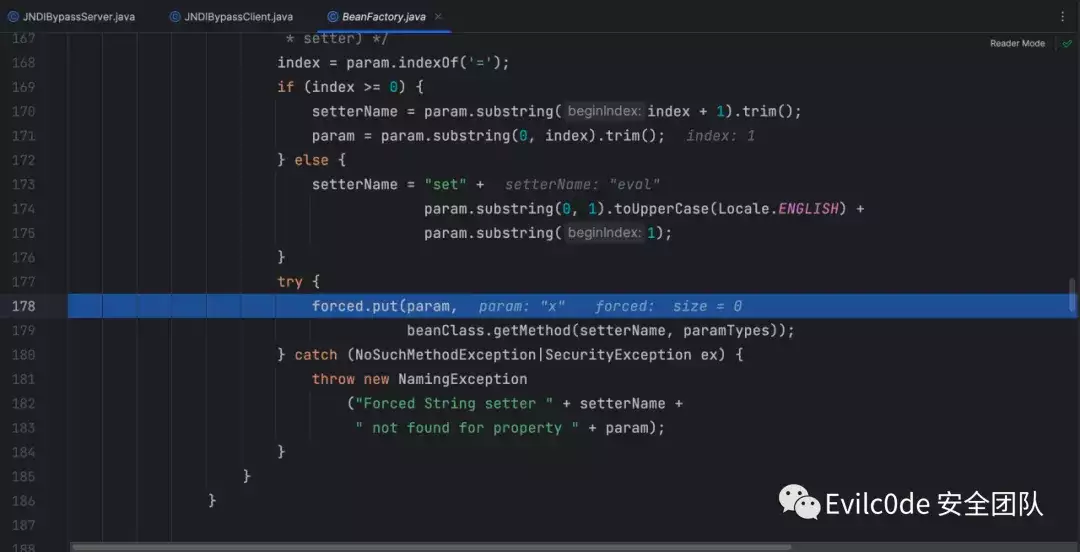 JNDIBypassServer.java JNDIBypassClient.java BeanFactory.java
Reader Mode
167 * setter) */
168 index = param.indexOf('=');
169 if (index >= 0) {
170 setterName = param.substring( beginIndex: index + 1).trim();
171 param = param.substring(0, index).trim(); index: 1
172 } else {
173 setterName = "set" + setterName: "eval"
174 param.substring(0, 1).toUpperCase(Locale.ENGLISH) +
175 param.substring( beginIndex: 1);
176 }
177 try {
178 forced.put(param, param: "x" forced: size = 0
179 beanClass.getMethod(setterName, paramTypes));
180 } catch (NoSuchMethodException|SecurityException ex) {
181 throw new NamingException
182 ("Forced String setter " + setterName +
183 " not found for property " + param);
184 }
185 }
186 }
187
188
Evilc0de 安全团队